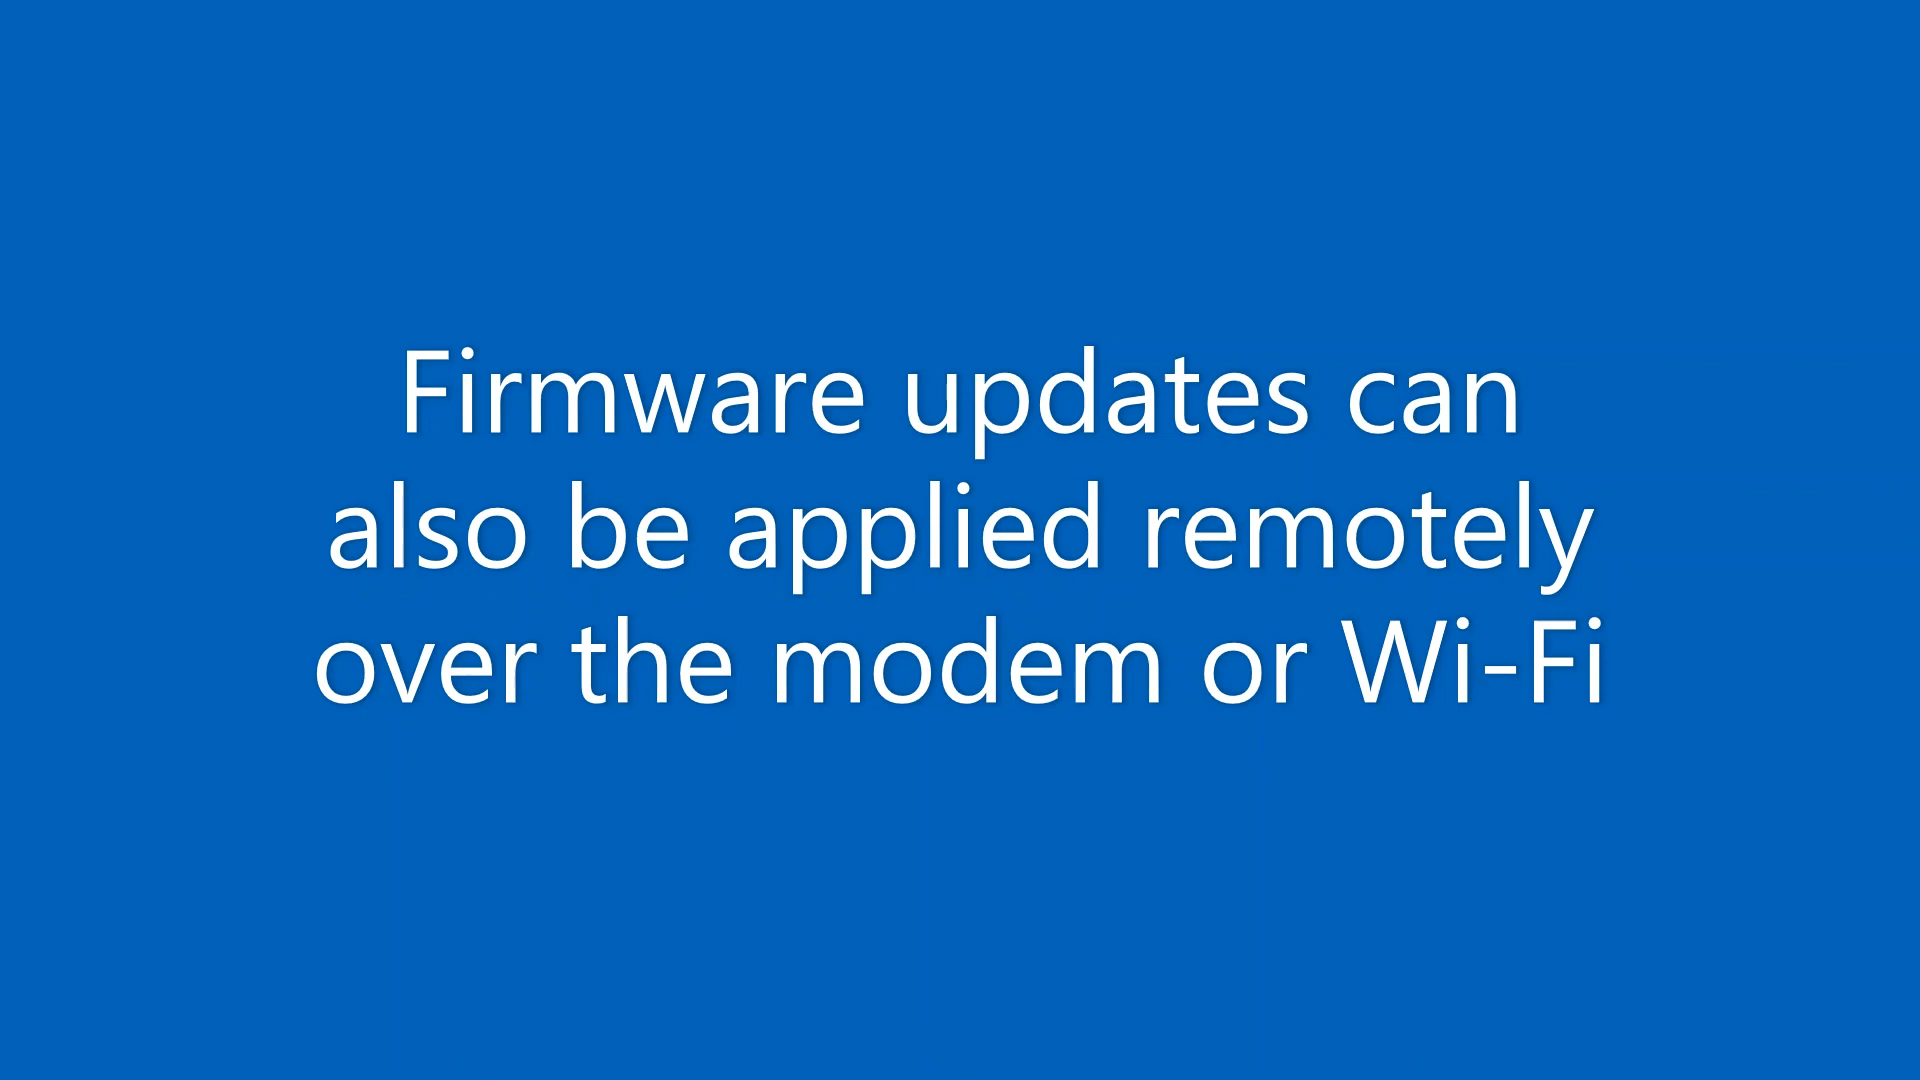 Firmware updates can
also be applied remotely
over the modem or Wi-Fi